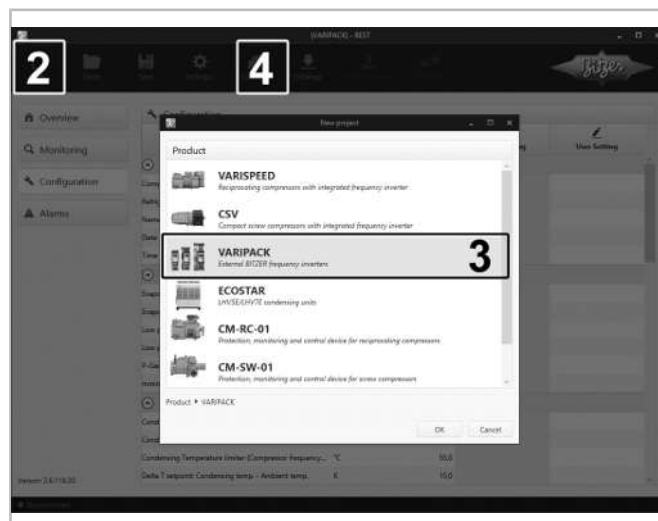 (VARIPACK) - BEST
2
4
Bitzer
Overview
Monitoring
Configuration
Alarms
New project
Product
VARISPEED
Reciprocating compressors with integrated frequency inverter
CSV
Compact screw compressors with integrated frequency inverter
VARIPACK
External BITZER frequency inverters
3
ECOSTAR
LHV5E/LHV7E condensing units
CM-RC-01
Protection, monitoring and control device for reciprocating compressors
CM-SW-01
Protection, monitoring and control device for screw compressors
Product VARIPACK
OK Cancel
User Setting
Condensing Temperature limiter (Compressor frequency... °C 55,0
Delta T setpoint: Condensing temp. - Ambient temp. K 10,0